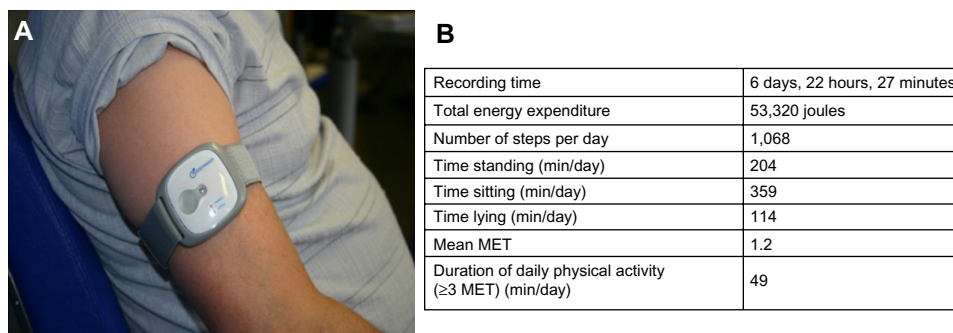 A
B
Recording time 6 days, 22 hours, 27 minutes
Total energy expenditure 53,320 joules
Number of steps per day 1,068
Time standing (min/day) 204
Time sitting (min/day) 359
Time lying (min/day) 114
Mean MET 1.2
Duration of daily physical activity
(≥3 MET) (min/day) 49